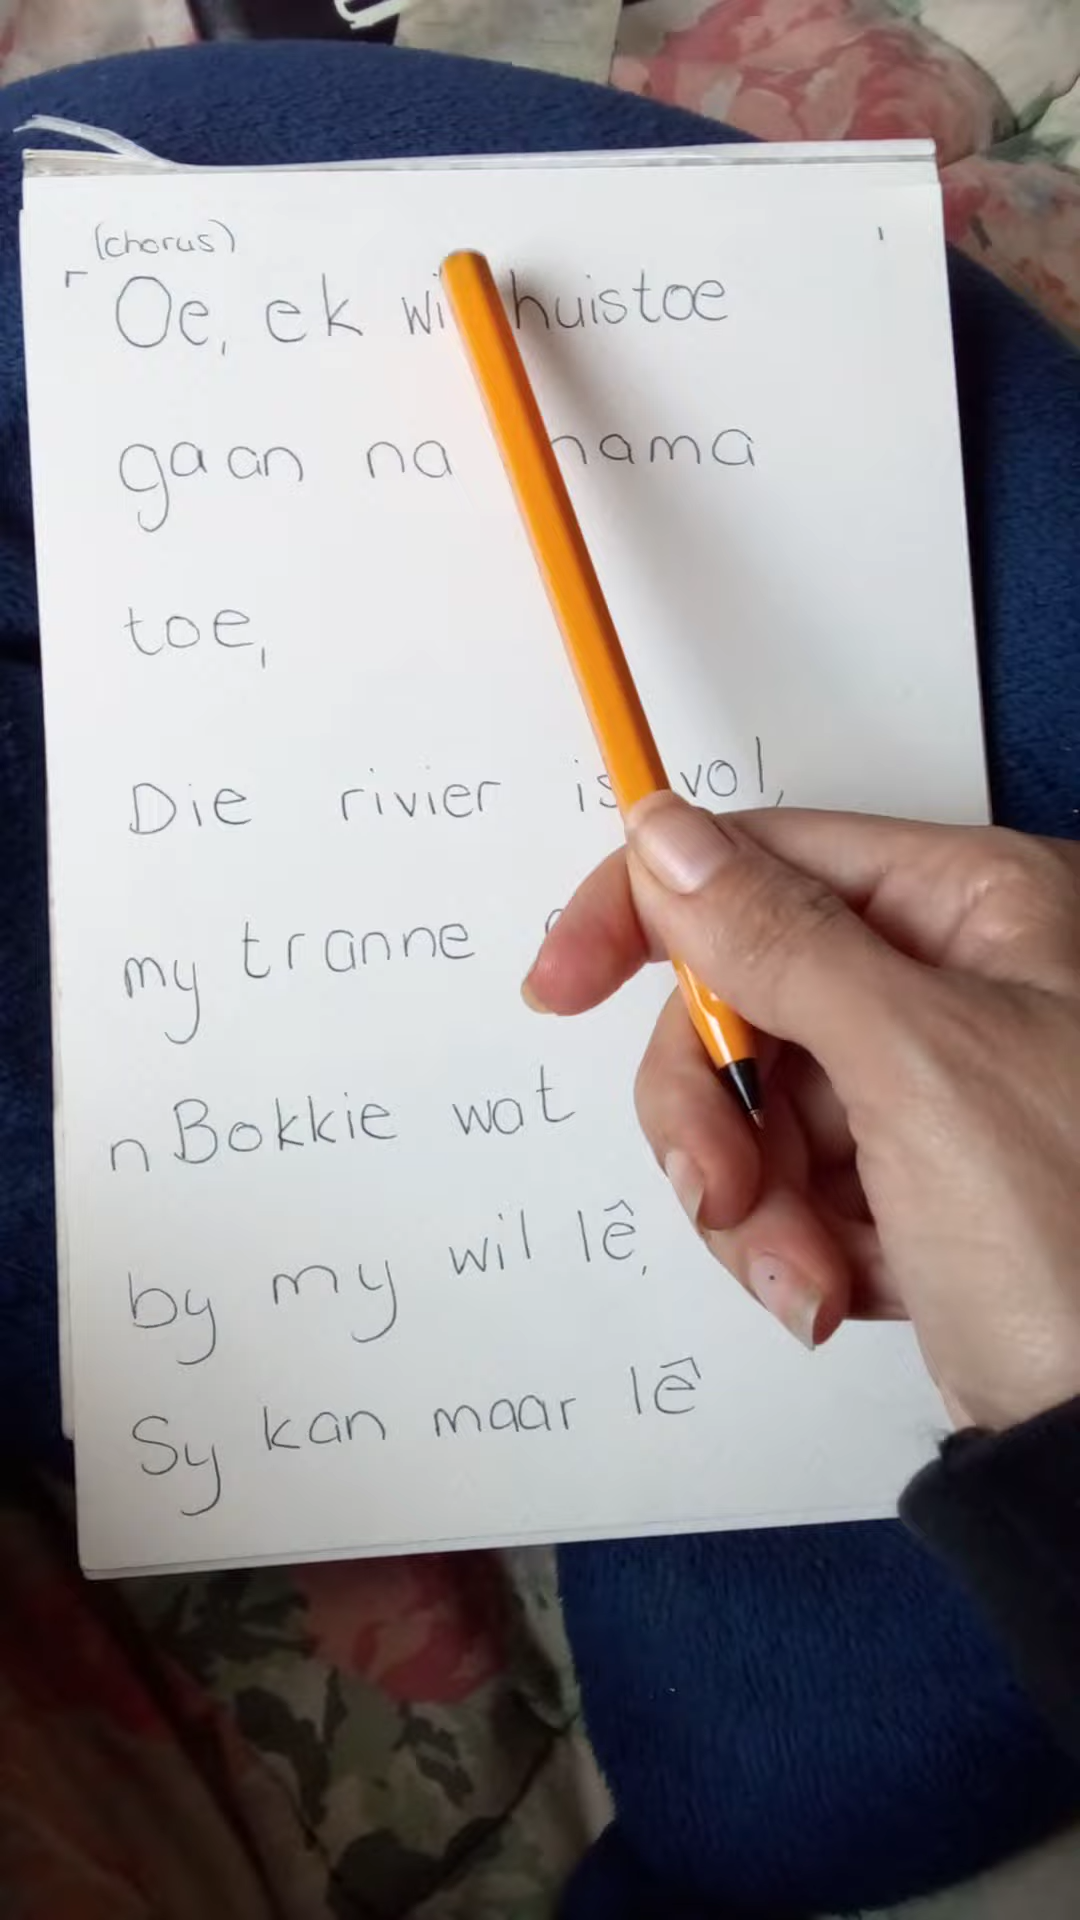 (chorus)
Oe, ek huistoe
gaan na
toe,
Die rivier is vol,
my tranne
n Bokkie wat
by my wil lê,
Sy kan maar lê